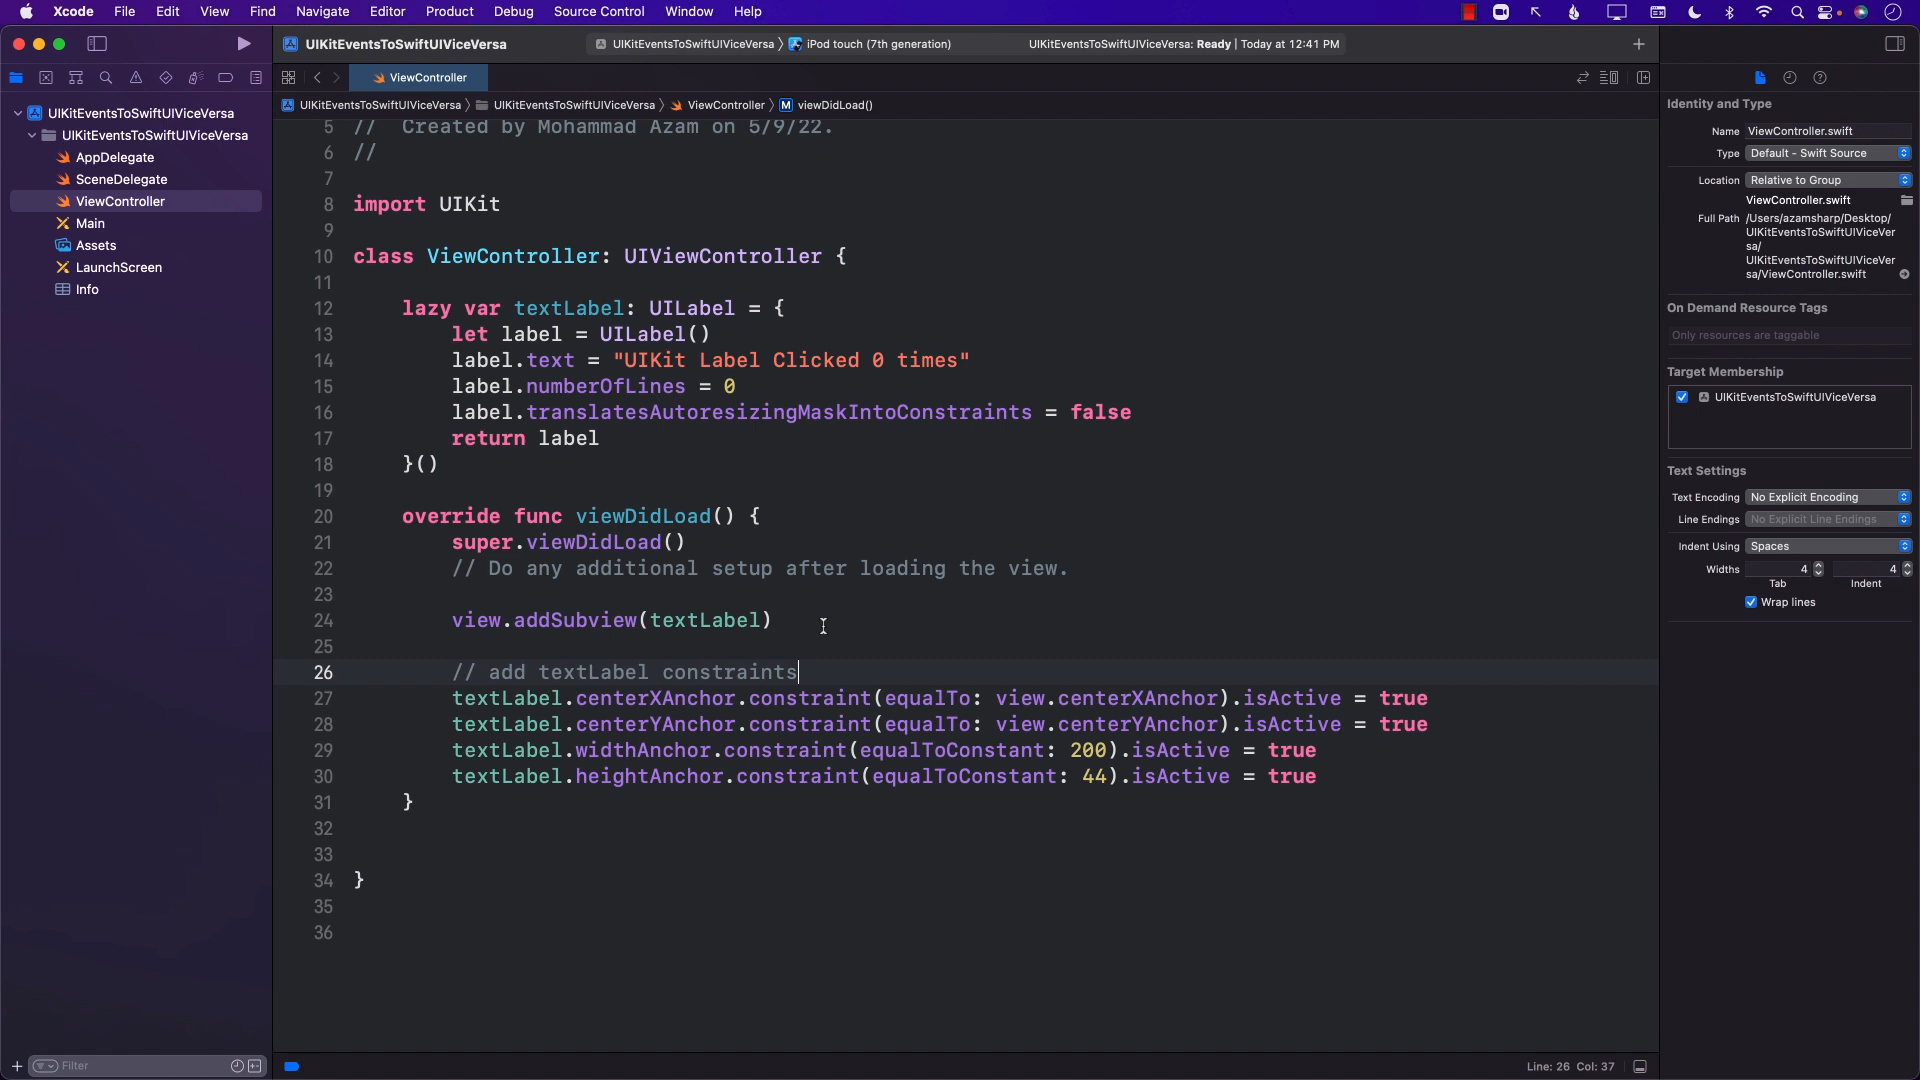 Xcode File Edit View Find Navigate Editor Product Debug Source Control Window Help
UIKitEventsToSwiftUIViceVersa
UIKitEventsToSwiftUIViceVersa 〉 iPod touch (7th generation)
UIKitEventsToSwiftUIViceVersa: Ready | Today at 12:41 PM
ViewController
UIKitEventsToSwiftUIViceVersa 〉 UIKitEventsToSwiftUIViceVersa 〉 ViewController 〉 M viewDidLoad()
UIKitEventsToSwiftUIViceVersa
UIKitEventsToSwiftUIViceVersa
AppDelegate
SceneDelegate
ViewController
Main
Assets
LaunchScreen
Info
Filter
5 //  Created by Mohammad Azam on 5/9/22.
6 //
7
8 import UIKit
9
10 class ViewController: UIViewController {
11
12     lazy var textLabel: UILabel = {
13         let label = UILabel()
14         label.text = "UIKit Label Clicked 0 times"
15         label.numberOfLines = 0
16         label.translatesAutoresizingMaskIntoConstraints = false
17         return label
18     }()
19
20     override func viewDidLoad() {
21         super.viewDidLoad()
22         // Do any additional setup after loading the view.
23
24         view.addSubview(textLabel)
25
26         // add textLabel constraints
27         textLabel.centerXAnchor.constraint(equalTo: view.centerXAnchor).isActive = true
28         textLabel.centerYAnchor.constraint(equalTo: view.centerYAnchor).isActive = true
29         textLabel.widthAnchor.constraint(equalToConstant: 200).isActive = true
30         textLabel.heightAnchor.constraint(equalToConstant: 44).isActive = true
31     }
32
33
34 }
35
36
Line: 26 Col: 37
Identity and Type
Name ViewController.swift
Type Default - Swift Source
Location Relative to Group
ViewController.swift
Full Path /Users/azamsharp/Desktop/
UIKitEventsToSwiftUIViceVer
sa/
UIKitEventsToSwiftUIViceVer
sa/ViewController.swift
On Demand Resource Tags
Only resources are taggable
Target Membership
UIKitEventsToSwiftUIViceVersa
Text Settings
Text Encoding No Explicit Encoding
Line Endings No Explicit Line Endings
Indent Using Spaces
Widths 4 4
Tab Indent
Wrap lines